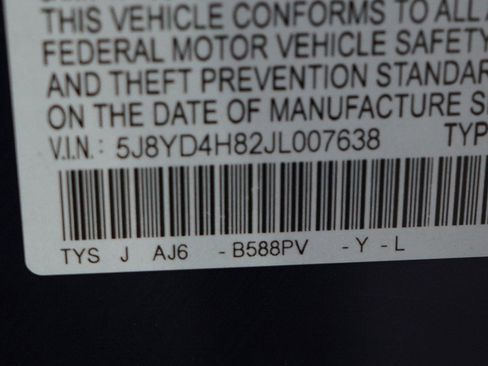 THIS VEHICLE CONFORMS TO ALL
FEDERAL MOTOR VEHICLE SAFETY
AND THEFT PREVENTION STANDAR
ON THE DATE OF MANUFACTURE S
V.I.N.: 5J8YD4H82JL007638 TYP
TYS J AJ6 - B588PV - Y - L